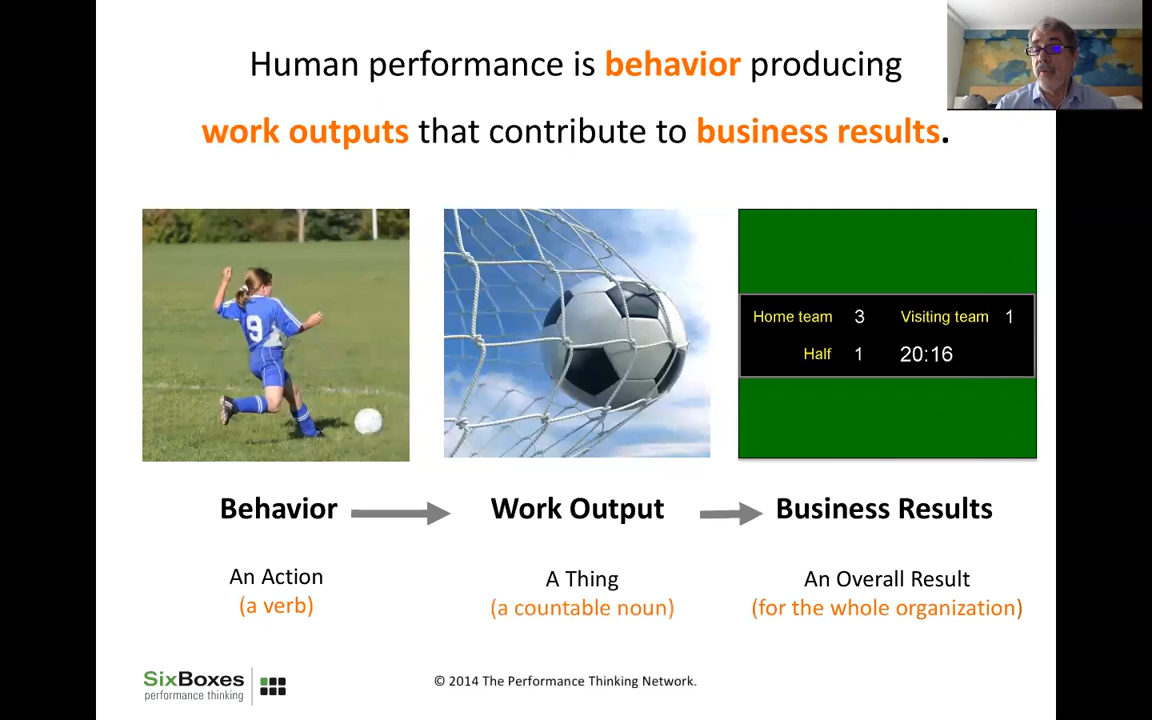 Human performance is behavior producing
work outputs that contribute to business results.
9
Home team 3 Visiting team 1
Half 1 20:16
Behavior Work Output Business Results
An Action A Thing An Overall Result
(a verb) (a countable noun) (for the whole organization)
SixBoxes
performance thinking
© 2014 The Performance Thinking Network.